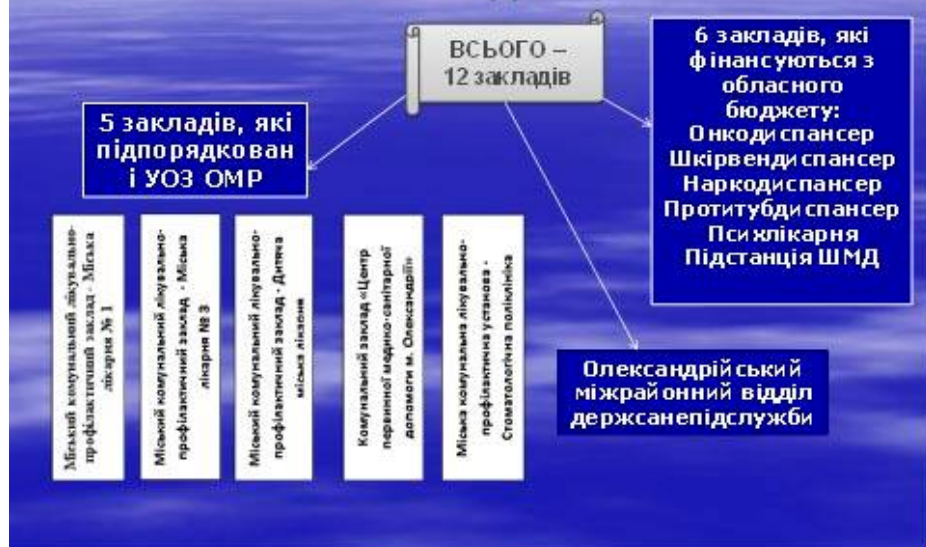 ВСЬОГО –
12 закладів
6 закладів, які
фінансуються з
обласного
бюджету:
Онкодиспансер
Шкірвендиспансер
Наркодиспансер
Протитубдиспансер
Психлікарня
Підстанція ШМД
5 закладів, які
підпорядкован
і УОЗ ОМР
Міський комунальний лікувально-
профілактичний заклад - Міська
лікарня № 1
Міський комунальний лікувально-
профілактичний заклад - Міська
лікарня № 3
Міський комунальний лікувально-
профілактичний заклад - Дитяча
міська лікарня
Комунальний заклад «Центр
первинної медико-санітарної
допомоги м. Олександрії»
Міська комунальна лікувально-
профілактична установа -
Стоматологічна поліклініка
Олександрійський
міжрайонний відділ
держсанепідслужби